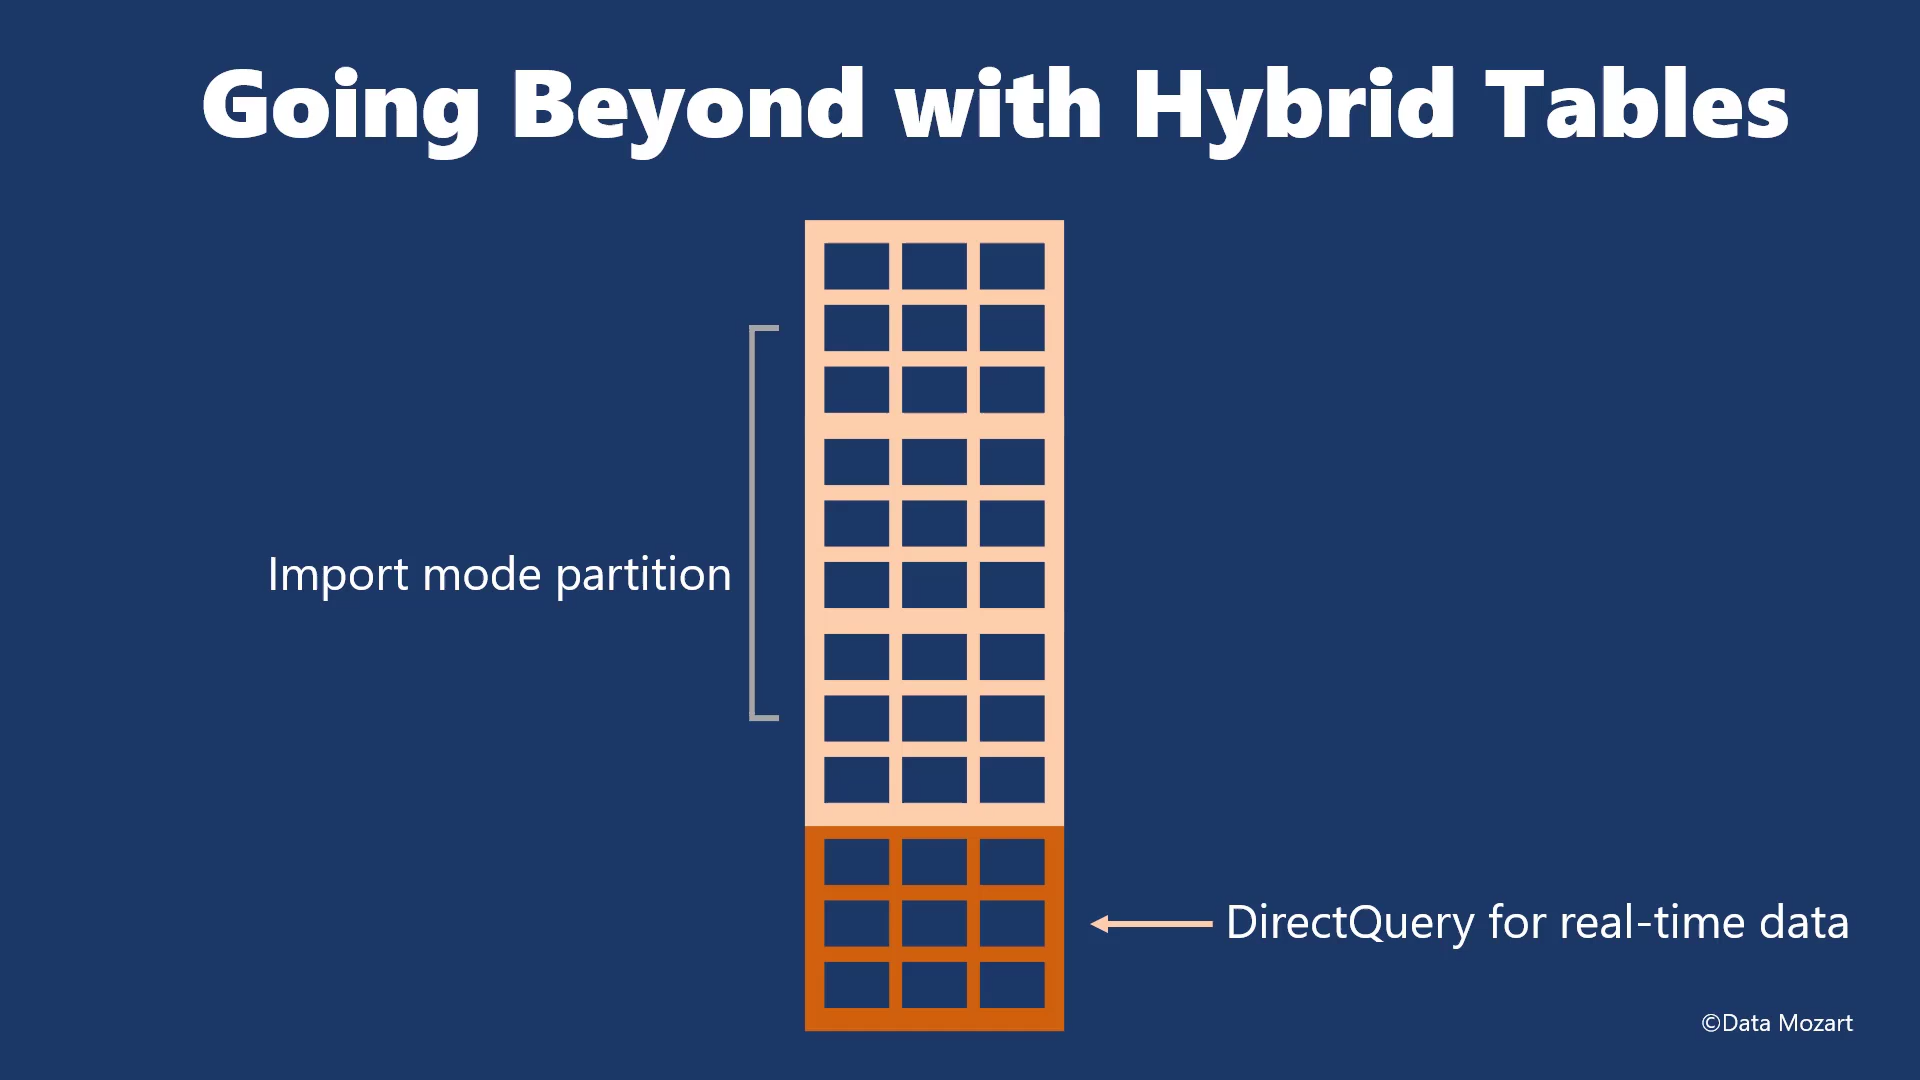 Going Beyond with Hybrid Tables
Import mode partition
DirectQuery for real-time data
©Data Mozart